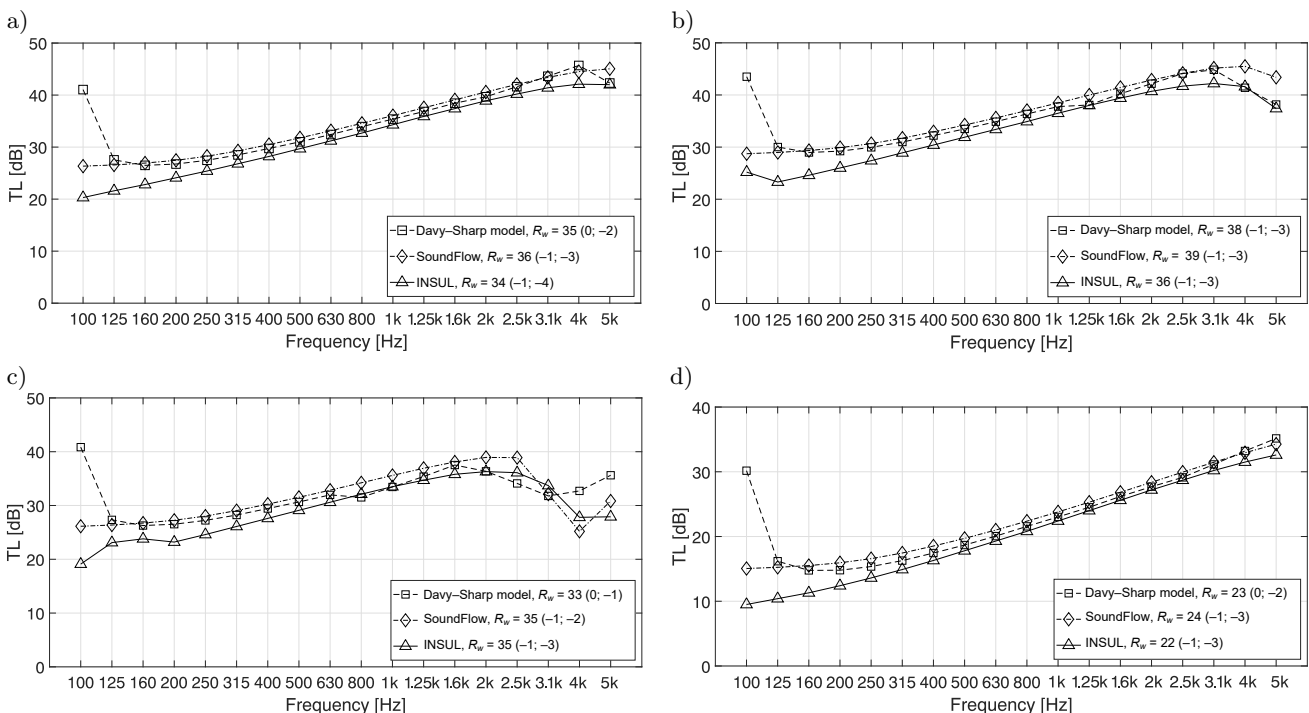 a)
50
40
30
20
10
0
TL [dB]
Davy–Sharp model, Rw = 35 (0; –2)
SoundFlow, Rw = 36 (–1; –3)
INSUL, Rw = 34 (–1; –4)
100 125 160 200 250 315 400 500 630 800 1k 1.25k 1.6k 2k 2.5k 3.1k 4k 5k
Frequency [Hz]
b)
50
40
30
20
10
0
TL [dB]
Davy–Sharp model, Rw = 38 (–1; –3)
SoundFlow, Rw = 39 (–1; –3)
INSUL, Rw = 36 (–1; –3)
100 125 160 200 250 315 400 500 630 800 1k 1.25k 1.6k 2k 2.5k 3.1k 4k 5k
Frequency [Hz]
c)
50
40
30
20
10
0
TL [dB]
Davy–Sharp model, Rw = 33 (0; –1)
SoundFlow, Rw = 35 (–1; –2)
INSUL, Rw = 35 (–1; –3)
100 125 160 200 250 315 400 500 630 800 1k 1.25k 1.6k 2k 2.5k 3.1k 4k 5k
Frequency [Hz]
d)
40
30
20
10
0
TL [dB]
Davy–Sharp model, Rw = 23 (0; –2)
SoundFlow, Rw = 24 (–1; –3)
INSUL, Rw = 22 (–1; –3)
100 125 160 200 250 315 400 500 630 800 1k 1.25k 1.6k 2k 2.5k 3.1k 4k 5k
Frequency [Hz]